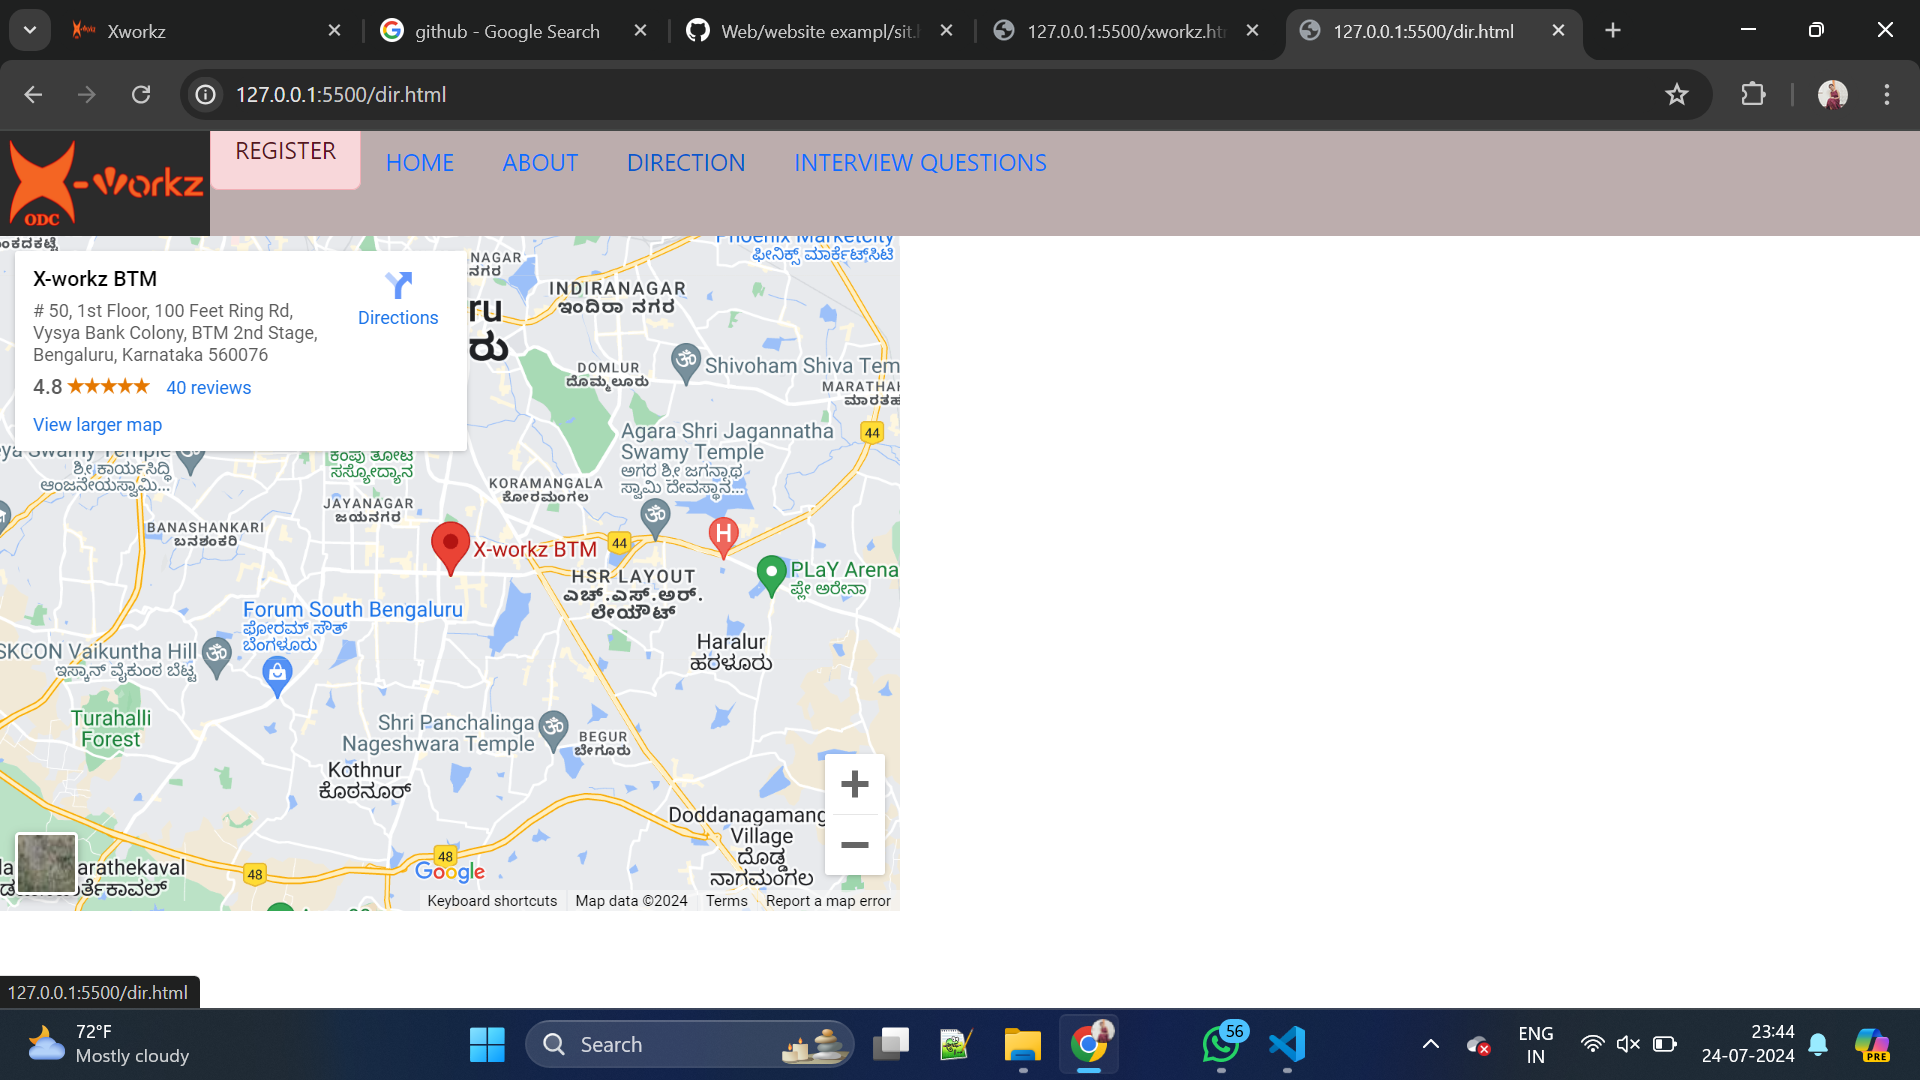 Xworkz
github - Google Search
Web/website exampl/sit.h
127.0.0.1:5500/xworkz.htm
127.0.0.1:5500/dir.html
127.0.0.1:5500/dir.html
-workz
ODC
REGISTER
HOME
ABOUT
DIRECTION
INTERVIEW QUESTIONS
X-workz BTM
# 50, 1st Floor, 100 Feet Ring Rd,
Vysya Bank Colony, BTM 2nd Stage,
Bengaluru, Karnataka 560076
Directions
4.8
40 reviews
View larger map
Phoenix Marketcity
ಫೀನಿಕ್ಸ್ ಮಾರ್ಕೆಟ್‌ಸಿಟಿ
NAGAR
ನಗರ
INDIRANAGAR
ಇಂದಿರಾ ನಗರ
ru
ರು
DOMLUR
ದೊಮ್ಮಲೂರು
Shivoham Shiva Tem
MARATHAH
ಮಾರತಹ
44
Agara Shri Jagannatha
Swamy Temple
ಅಗರ ಶ್ರೀ ಜಗನ್ನಾಥ
ಸ್ವಾಮಿ ದೇವಸ್ಥಾನ...
ya Swamy Temple
ಶ್ರೀ ಕಾರ್ಯಸಿದ್ಧಿ
ಆಂಜನೇಯಸ್ವಾಮಿ...
ಕೆಂಪು ತೋಟ
ಸಸ್ಯೋದ್ಯಾನ
KORAMANGALA
ಕೋರಮಂಗಲ
JAYANAGAR
ಜಯನಗರ
BANASHANKARI
ಬನಶಂಕರಿ
X-workz BTM
44
H
HSR LAYOUT
ಎಚ್.ಎಸ್.ಆರ್.
ಲೇಯೌಟ್
PLaY Arena
ಪ್ಲೇ ಅರೇನಾ
Forum South Bengaluru
ಫೋರಮ್ ಸೌತ್
ಬೆಂಗಳೂರು
SKCON Vaikuntha Hill
ಇಸ್ಕಾನ್ ವೈಕುಂಠ ಬೆಟ್ಟ
Haralur
ಹರಳೂರು
Turahalli
Forest
Shri Panchalinga
Nageshwara Temple
BEGUR
ಬೇಗೂರು
Kothnur
ಕೊಠನೂರ್
Doddanagamang
Village
ದೊಡ್ಡ
ನಾಗಮಂಗಲ
arathekaval
ರ್ತೆಕಾವಲ್
48
48
Google
Keyboard shortcuts
Map data ©2024
Terms
Report a map error
127.0.0.1:5500/dir.html
72°F
Mostly cloudy
Search
56
ENG
IN
23:44
24-07-2024
PRE